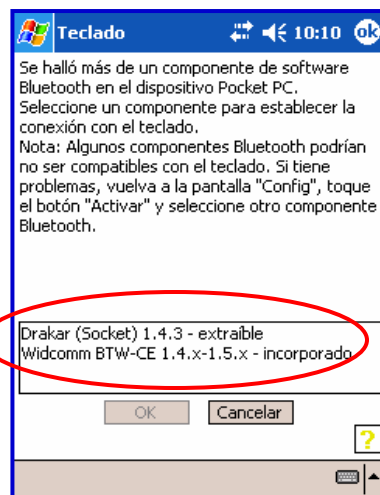 Teclado 10:10 ok
Se halló más de un componente de software
Bluetooth en el dispositivo Pocket PC.
Seleccione un componente para establecer la
conexión con el teclado.
Nota: Algunos componentes Bluetooth podrían
no ser compatibles con el teclado. Si tiene
problemas, vuelva a la pantalla "Config", toque
el botón "Activar" y seleccione otro componente
Bluetooth.
Drakar (Socket) 1.4.3 - extraíble
Widcomm BTW-CE 1.4.x-1.5.x - incorporado
OK Cancelar
?